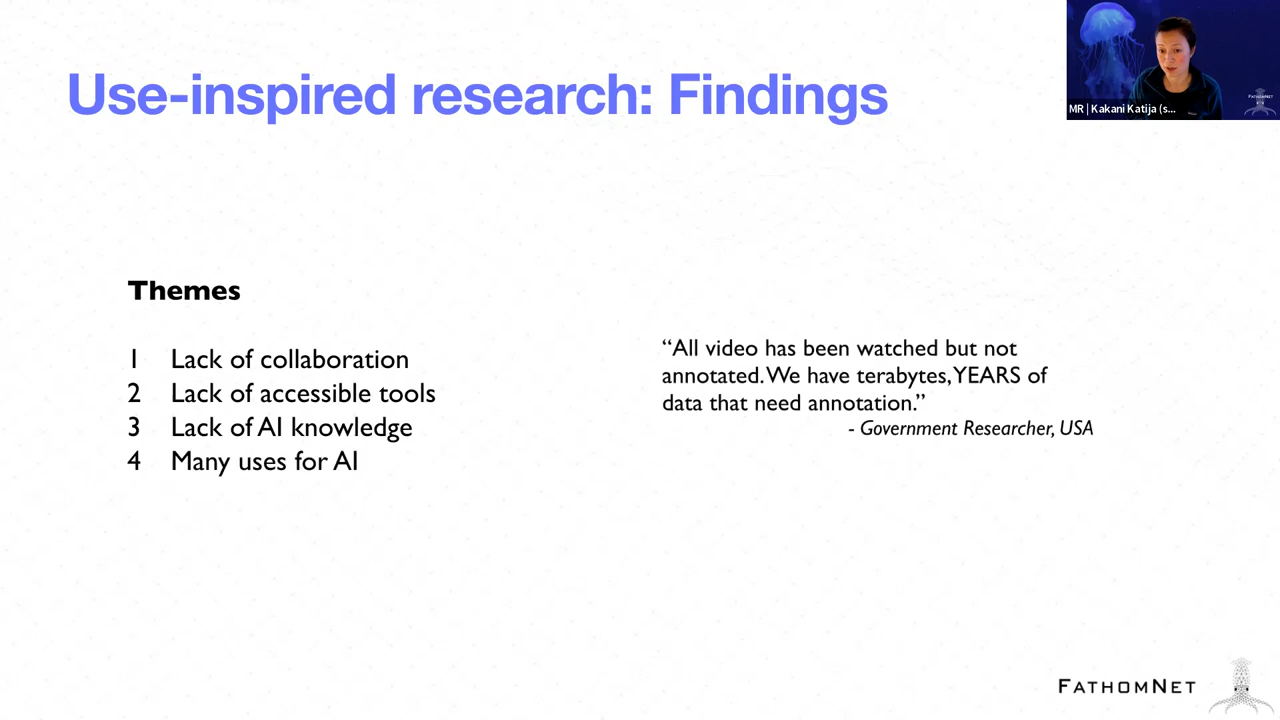 Use-inspired research: Findings
MR | Kakani Katija (s...
FATHOMNET
Themes
1 Lack of collaboration
2 Lack of accessible tools
3 Lack of AI knowledge
4 Many uses for AI
“All video has been watched but not
annotated. We have terabytes, YEARS of
data that need annotation.”
- Government Researcher, USA
FATHOMNET